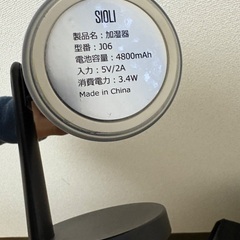 SIOLI
製品名：加湿器
型号：J06
電池容量：4800mAh
入力：5V/2A
消費電力：3.4W
Made in China